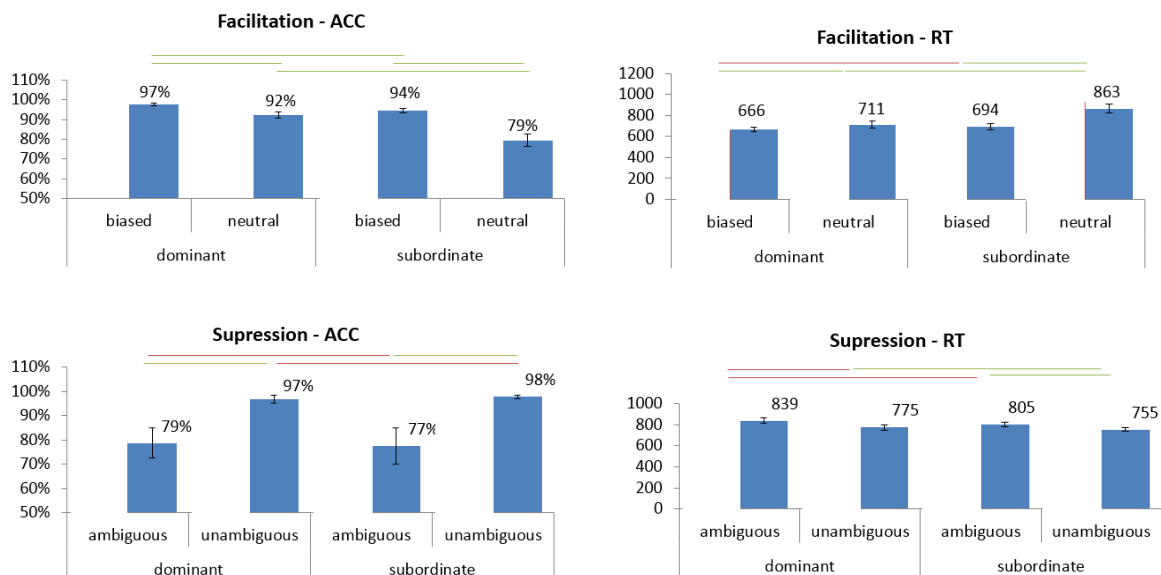 Facilitation - ACC
110%
100%
90%
80%
70%
60%
50%
97%
92%
94%
79%
biased
neutral
biased
neutral
dominant
subordinate
Facilitation - RT
1200
1000
800
600
400
200
0
666
711
694
863
biased
neutral
biased
neutral
dominant
subordinate
Supression - ACC
110%
100%
90%
80%
70%
60%
50%
79%
97%
77%
98%
ambiguous
unambiguous
ambiguous
unambiguous
dominant
subordinate
Supression - RT
1000
800
600
400
200
0
839
775
805
755
ambiguous
unambiguous
ambiguous
unambiguous
dominant
subordinate